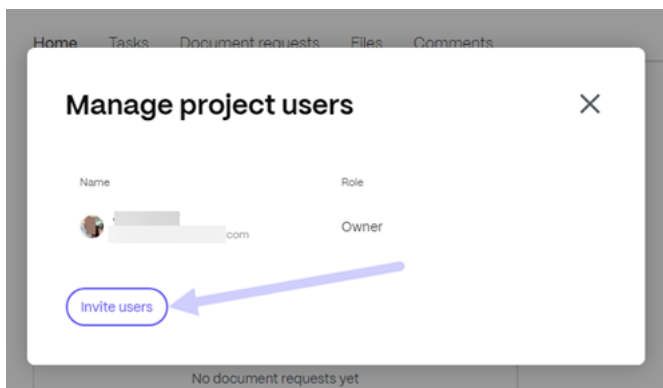 Home Tasks Document requests Files Comments
Manage project users
Name Role
com Owner
Invite users
No document requests yet